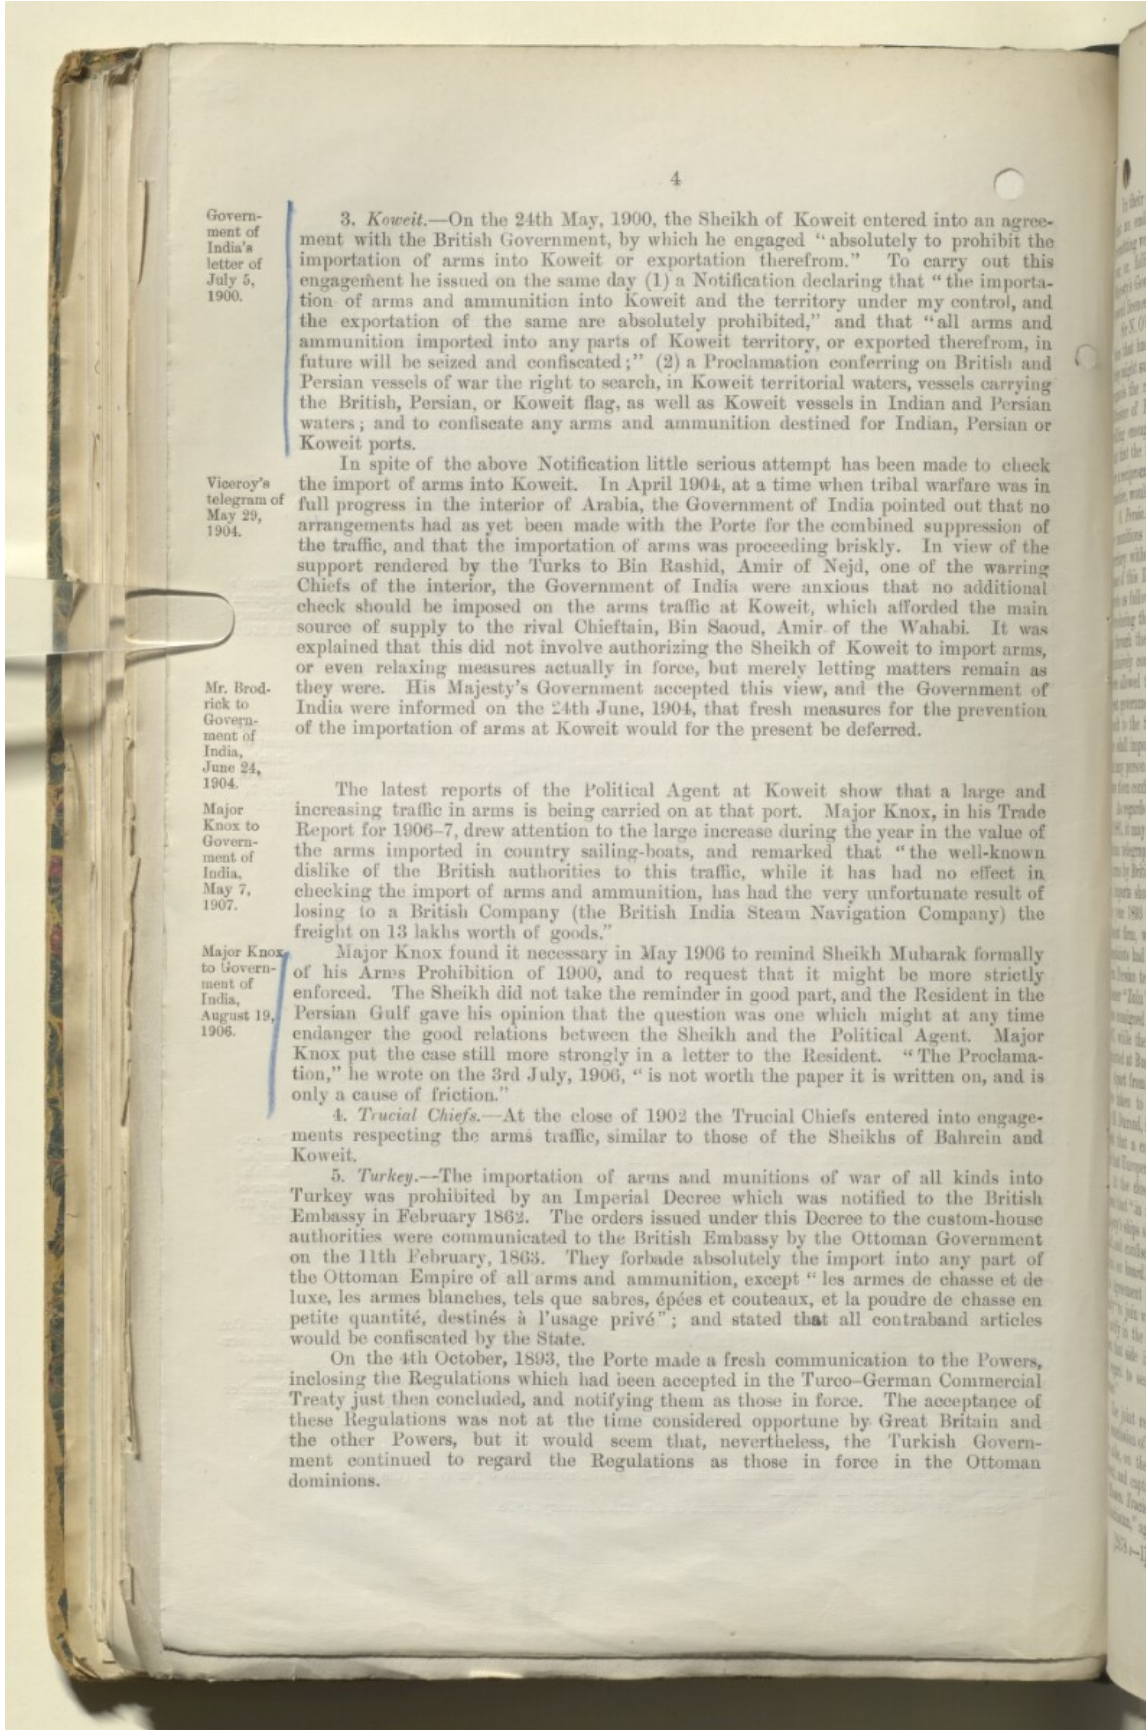 4
Govern-
ment of
India's
letter of
July 5,
1900.
3. Koweit.—On the 24th May, 1900, the Sheikh of Koweit entered into an agree-
ment with the British Government, by which he engaged "absolutely to prohibit the
importation of arms into Koweit or exportation therefrom." To carry out this
engagement he issued on the same day (1) a Notification declaring that "the importa-
tion of arms and ammunition into Koweit and the territory under my control, and
the exportation of the same are absolutely prohibited," and that "all arms and
ammunition imported into any parts of Koweit territory, or exported therefrom, in
future will be seized and confiscated;" (2) a Proclamation conferring on British and
Persian vessels of war the right to search, in Koweit territorial waters, vessels carrying
the British, Persian, or Koweit flag, as well as Koweit vessels in Indian and Persian
waters; and to confiscate any arms and ammunition destined for Indian, Persian or
Koweit ports.
Viceroy's
telegram of
May 29,
1904.
In spite of the above Notification little serious attempt has been made to check
the import of arms into Koweit. In April 1904, at a time when tribal warfare was in
full progress in the interior of Arabia, the Government of India pointed out that no
arrangements had as yet been made with the Porte for the combined suppression of
the traffic, and that the importation of arms was proceeding briskly. In view of the
support rendered by the Turks to Bin Rashid, Amir of Nejd, one of the warring
Chiefs of the interior, the Government of India were anxious that no additional
check should be imposed on the arms traffic at Koweit, which afforded the main
source of supply to the rival Chieftain, Bin Saoud, Amir of the Wahabi. It was
explained that this did not involve authorizing the Sheikh of Koweit to import arms,
or even relaxing measures actually in force, but merely letting matters remain as
they were. His Majesty's Government accepted this view, and the Government of
India were informed on the 24th June, 1904, that fresh measures for the prevention
of the importation of arms at Koweit would for the present be deferred.
Mr. Brod-
rick to
Govern-
ment of
India,
June 24,
1904.
Major
Knox to
Govern-
ment of
India,
May 7,
1907.
The latest reports of the Political Agent at Koweit show that a large and
increasing traffic in arms is being carried on at that port. Major Knox, in his Trade
Report for 1906–7, drew attention to the large increase during the year in the value of
the arms imported in country sailing-boats, and remarked that "the well-known
dislike of the British authorities to this traffic, while it has had no effect in
checking the import of arms and ammunition, has had the very unfortunate result of
losing to a British Company (the British India Steam Navigation Company) the
freight on 13 lakhs worth of goods."
Major Knox
to Govern-
ment of
India,
August 19,
1906.
Major Knox found it necessary in May 1906 to remind Sheikh Mubarak formally
of his Arms Prohibition of 1900, and to request that it might be more strictly
enforced. The Sheikh did not take the reminder in good part, and the Resident in the
Persian Gulf gave his opinion that the question was one which might at any time
endanger the good relations between the Sheikh and the Political Agent. Major
Knox put the case still more strongly in a letter to the Resident. "The Proclama-
tion," he wrote on the 3rd July, 1906, "is not worth the paper it is written on, and is
only a cause of friction."
4. Trucial Chiefs.—At the close of 1902 the Trucial Chiefs entered into engage-
ments respecting the arms traffic, similar to those of the Sheikhs of Bahrein and
Koweit.
5. Turkey.—The importation of arms and munitions of war of all kinds into
Turkey was prohibited by an Imperial Decree which was notified to the British
Embassy in February 1862. The orders issued under this Decree to the custom-house
authorities were communicated to the British Embassy by the Ottoman Government
on the 11th February, 1863. They forbade absolutely the import into any part of
the Ottoman Empire of all arms and ammunition, except "les armes de chasse et de
luxe, les armes blanches, tels que sabres, épées et couteaux, et la poudre de chasse en
petite quantité, destinés à l'usage privé"; and stated that all contraband articles
would be confiscated by the State.
On the 4th October, 1893, the Porte made a fresh communication to the Powers,
inclosing the Regulations which had been accepted in the Turco–German Commercial
Treaty just then concluded, and notifying them as those in force. The acceptance of
these Regulations was not at the time considered opportune by Great Britain and
the other Powers, but it would seem that, nevertheless, the Turkish Govern-
ment continued to regard the Regulations as those in force in the Ottoman
dominions.